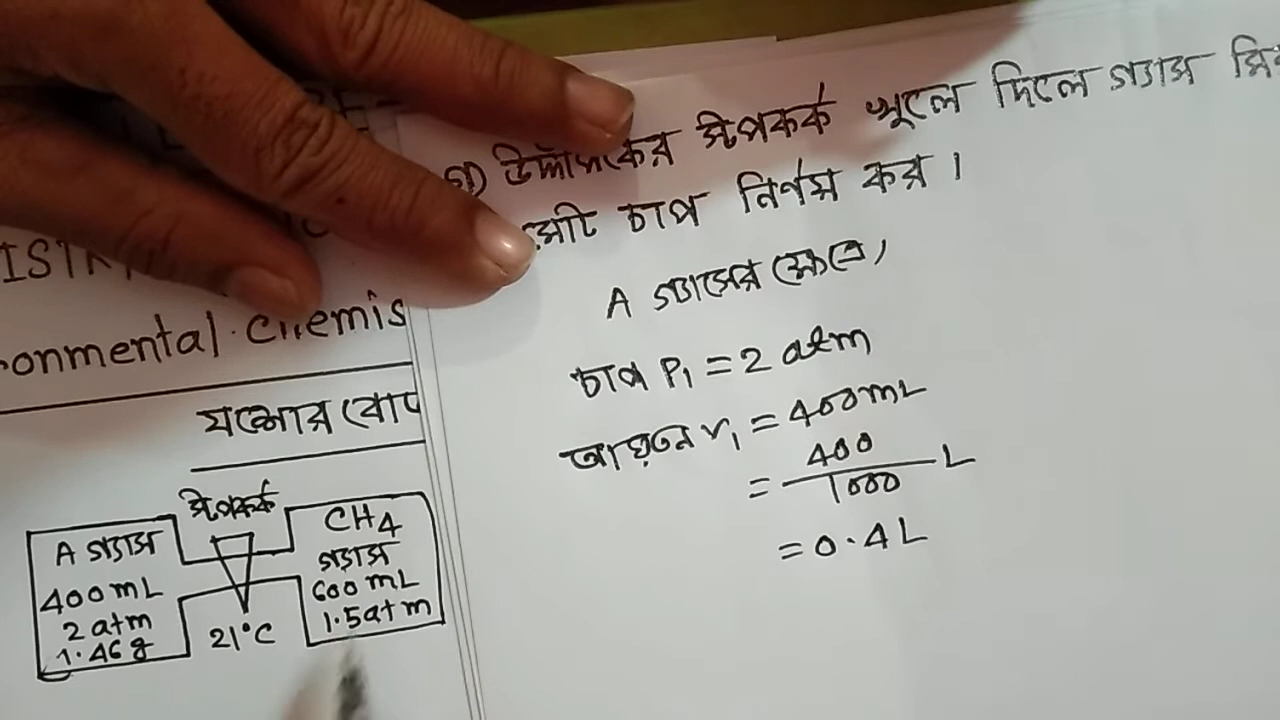 গ) উদ্দীপকের স্টপকর্ক খুলে দিলে গ্যাস
মোট চাপ নির্ণয় কর।
A গ্যাসের ক্ষেত্রে,
চাপ P₁ = 2 atm
আয়তন V₁ = 400 mL
= 400/1000 L
= 0.4 L
onmental Chemis
যশোর বোর্ড
স্টপকর্ক
A গ্যাস
400 mL
2 atm
1.46 g
21°C
CH4
গ্যাস
600 mL
1.5 atm